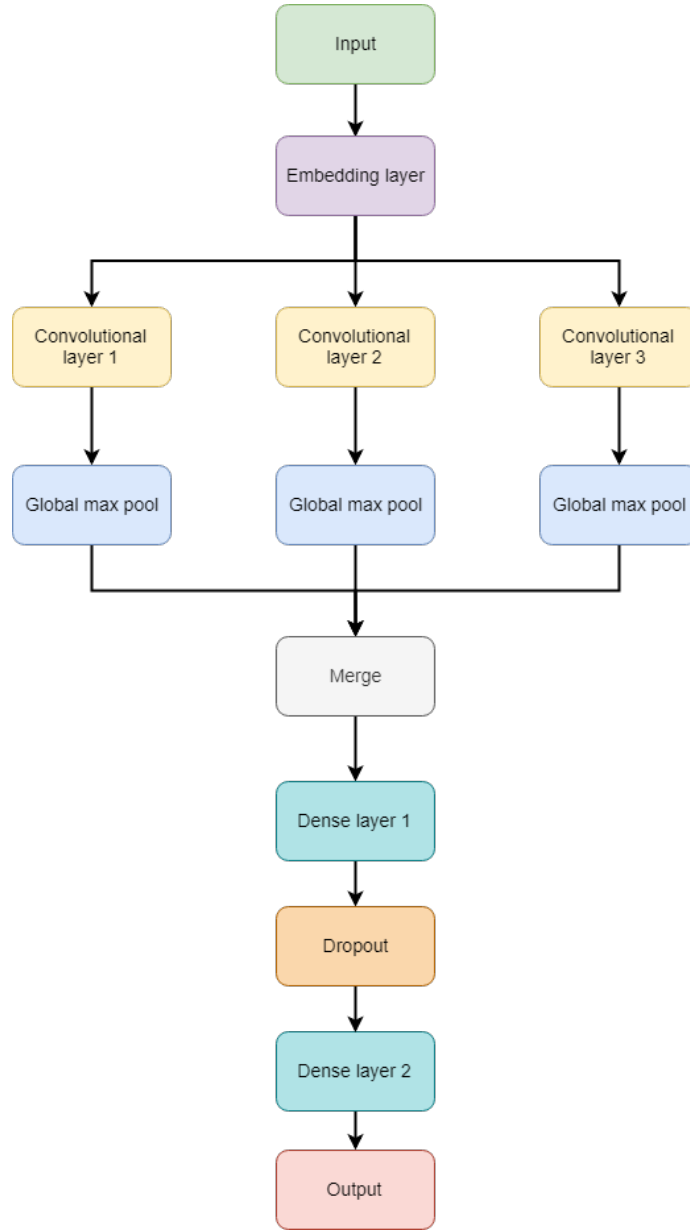 Input
Embedding layer
Convolutional
layer 1
Convolutional
layer 2
Convolutional
layer 3
Global max pool
Global max pool
Global max pool
Merge
Dense layer 1
Dropout
Dense layer 2
Output